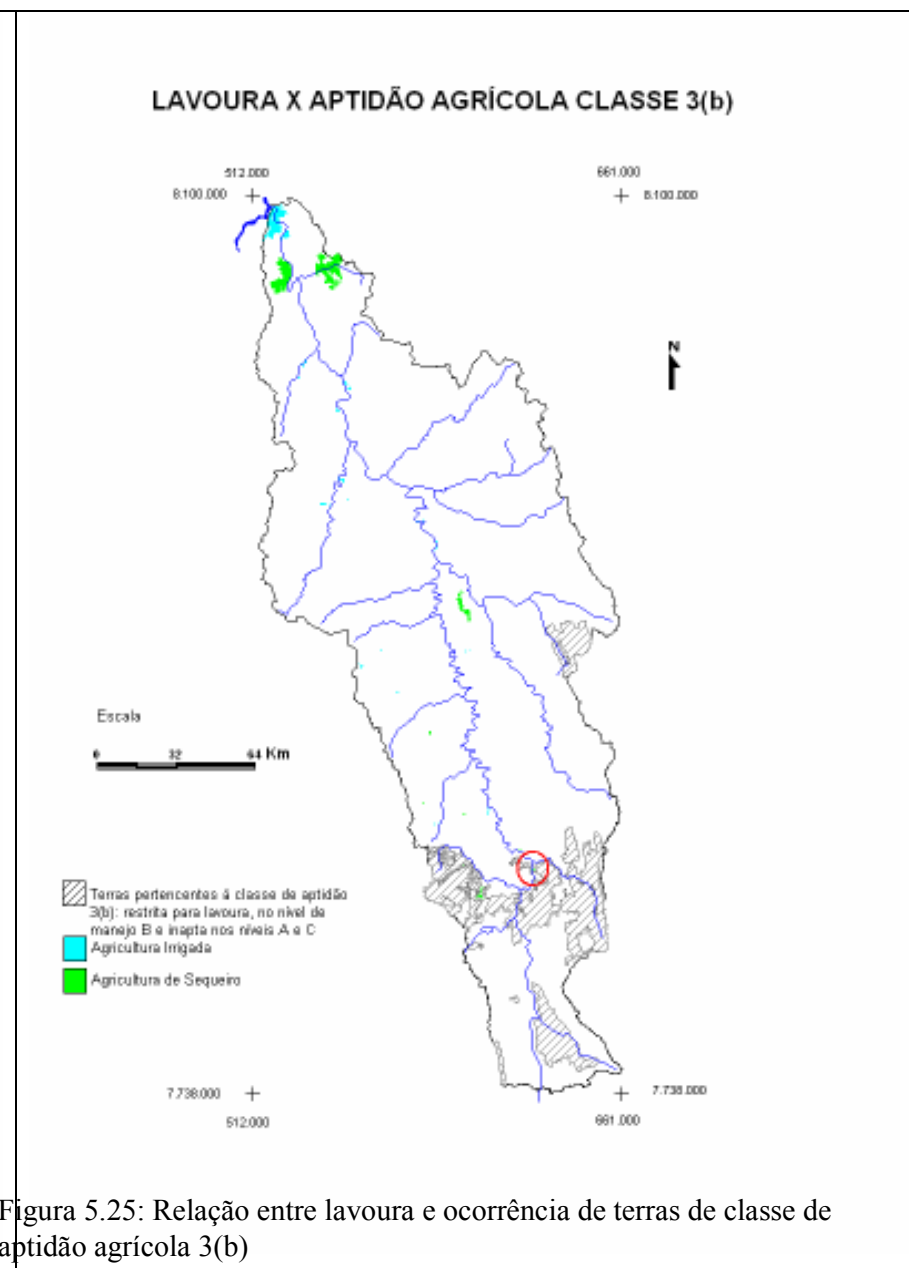 LAVOURA X APTIDÃO AGRÍCOLA CLASSE 3(b)
512.000
661.000
8.100.000
8.100.000
N
Escala
0 32 64 Km
Terras pertencentes á classe de aptidão
3(b): restrita para lavoura, no nível de
manejo B e inapta nos níveis A e C
Agricultura Irrigada
Agricultura de Sequeiro
7.738.000
7.738.000
512.000
661.000
Figura 5.25: Relação entre lavoura e ocorrência de terras de classe de
aptidão agrícola 3(b)